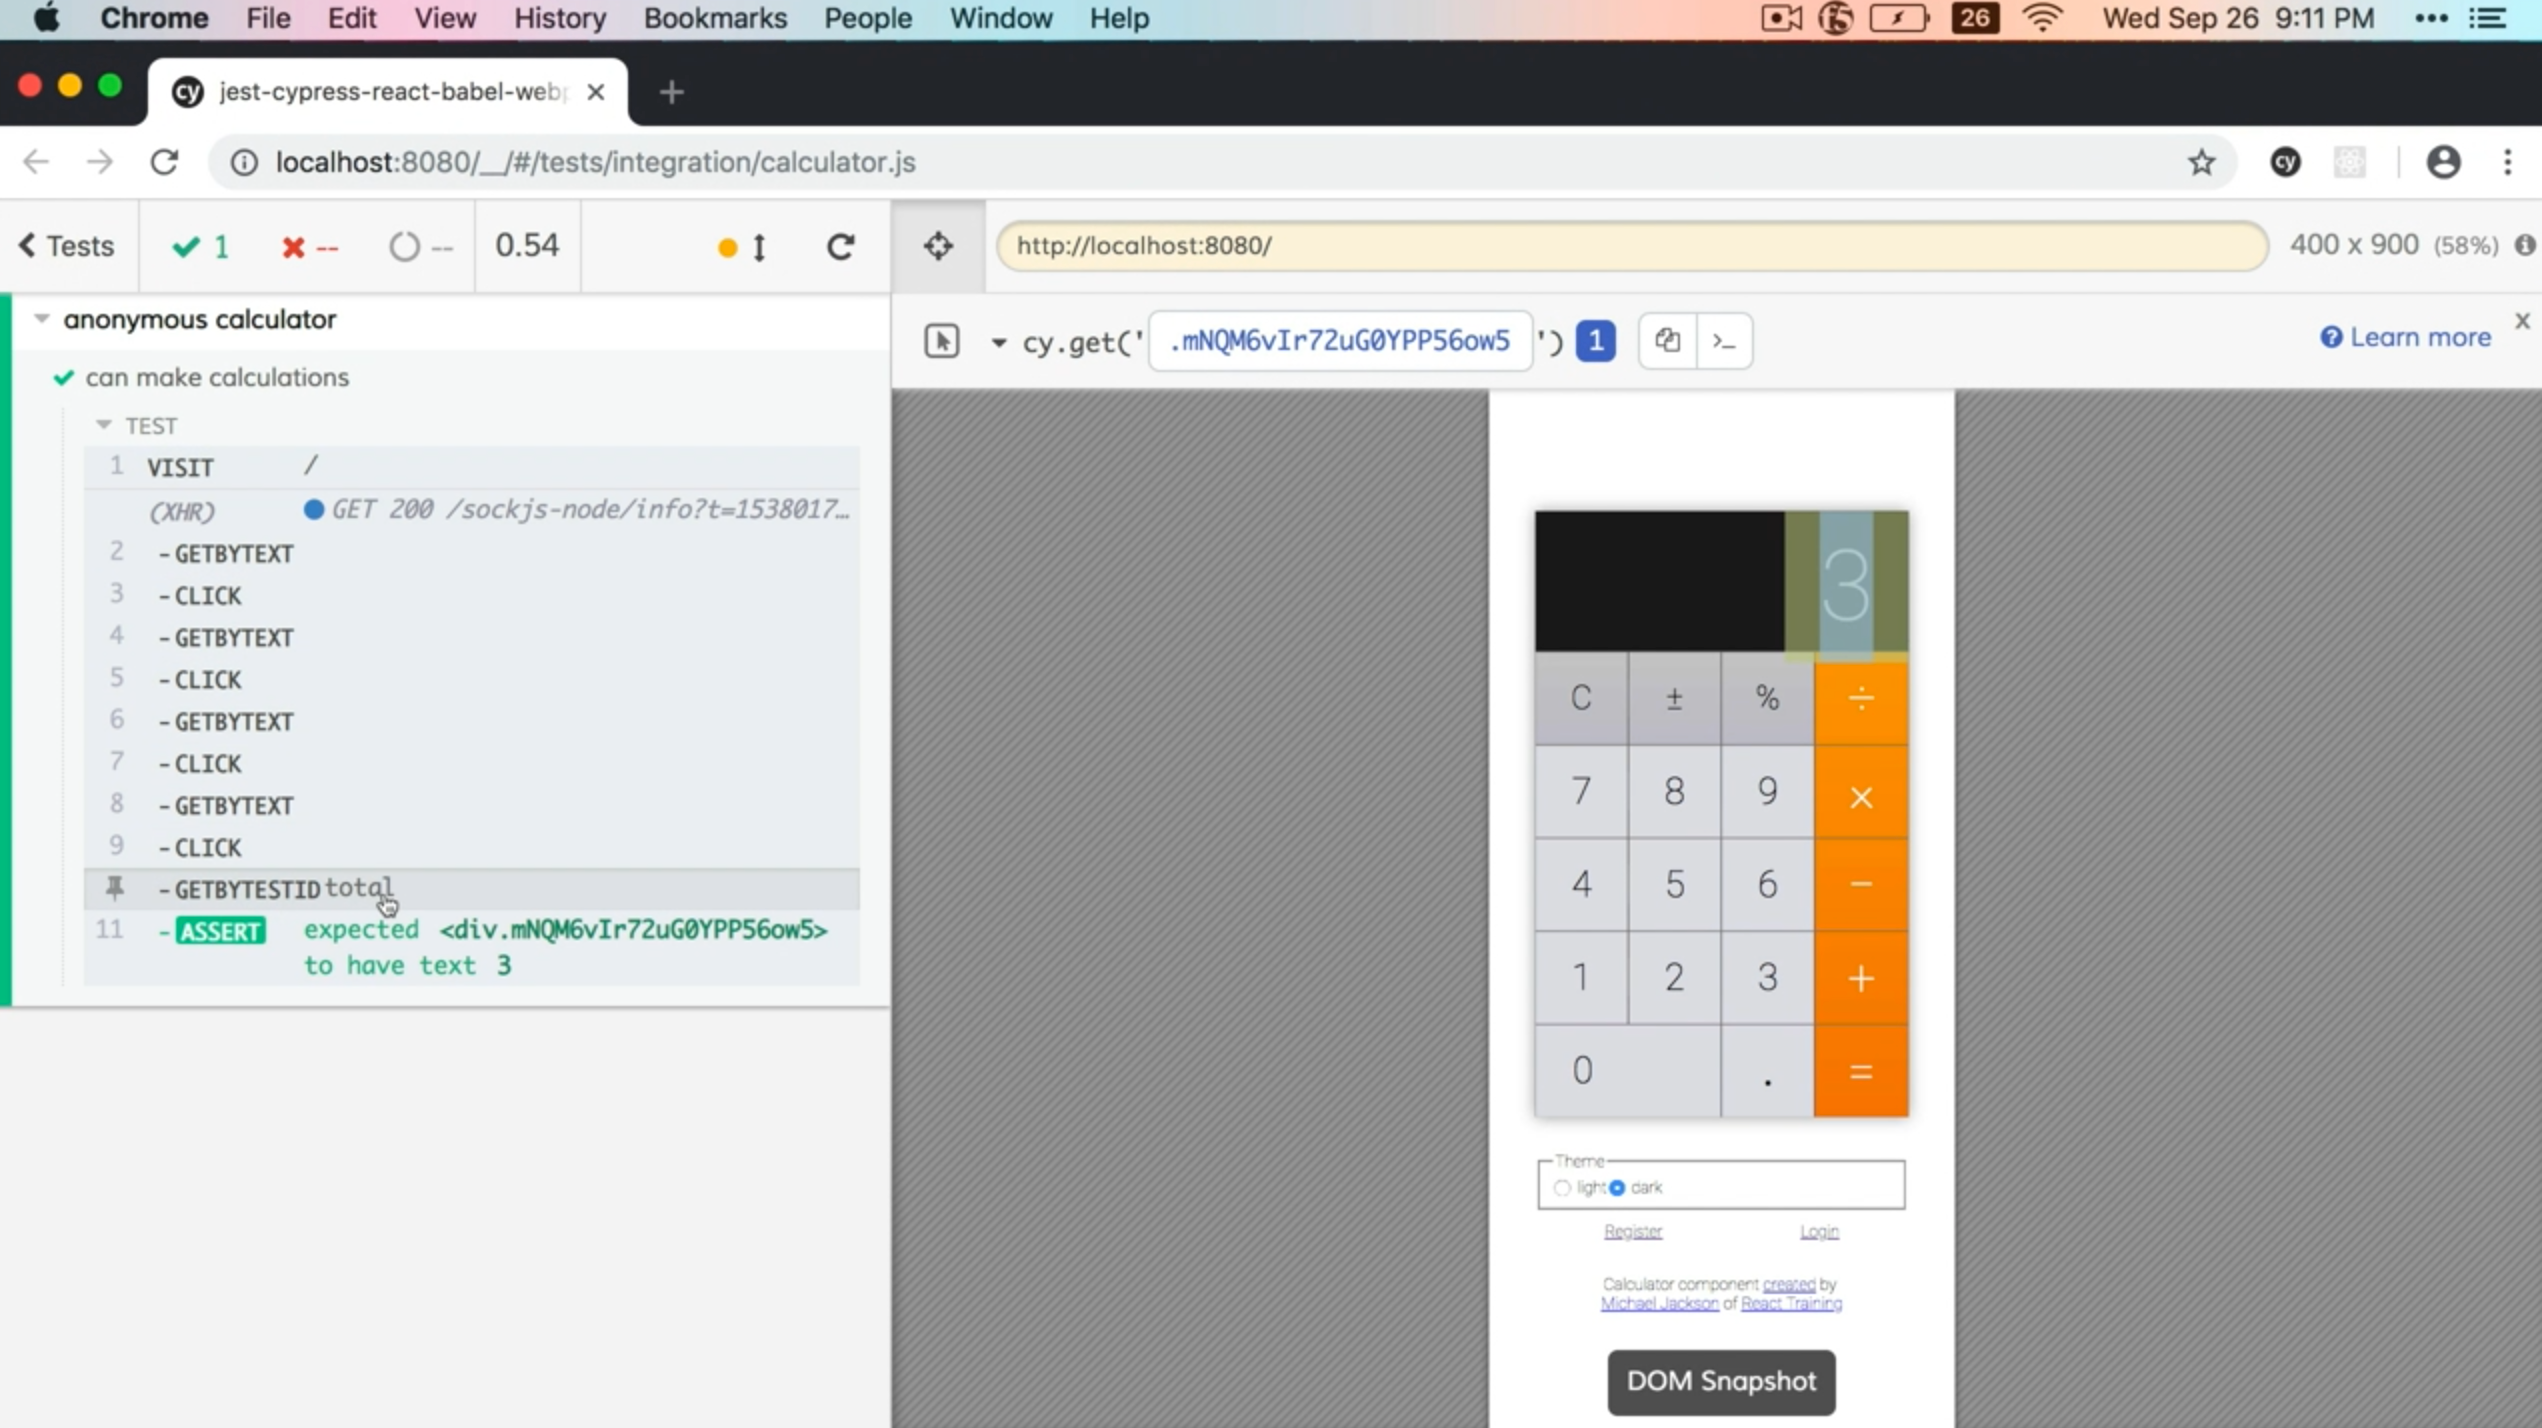 Chrome File Edit View History Bookmarks People Window Help 26 Wed Sep 26 9:11 PM
cy jest-cypress-react-babel-webp
localhost:8080/__/#/tests/integration/calculator.js cy
Tests 1 -- -- 0.54 http://localhost:8080/ 400 x 900 (58%)
anonymous calculator
cy.get(' .mNQM6vIr72uG0YPP56ow5 ') 1 >_ Learn more x
can make calculations
TEST
1 VISIT /
(XHR) GET 200 /sockjs-node/info?t=1538017…
2 -GETBYTEXT
3 -CLICK
4 -GETBYTEXT
5 -CLICK
6 -GETBYTEXT
7 -CLICK
8 -GETBYTEXT
9 -CLICK
-GETBYTESTID total
11 -ASSERT expected <div.mNQM6vIr72uG0YPP56ow5>
to have text 3
3
C ± % ÷
7 8 9 ×
4 5 6 −
1 2 3 +
0 . =
Theme
light dark
Register Login
Calculator component created by
Michael Jackson of React Training
DOM Snapshot